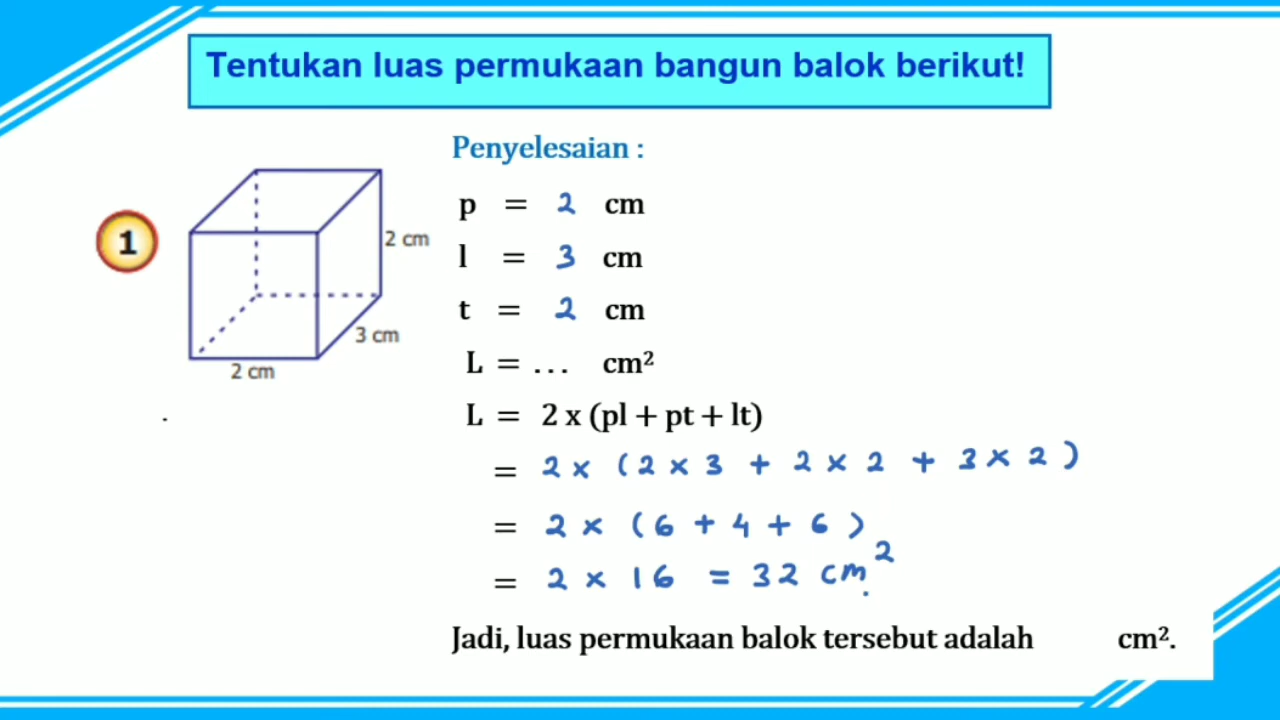 Tentukan luas permukaan bangun balok berikut!
1
2 cm
3 cm
2 cm
Penyelesaian :
p = 2 cm
l = 3 cm
t = 2 cm
L = ... cm²
L = 2 x (pl + pt + lt)
= 2 x (2 x 3 + 2 x 2 + 3 x 2)
= 2 x (6 + 4 + 6)
= 2 x 16 = 32 cm².
Jadi, luas permukaan balok tersebut adalah cm².